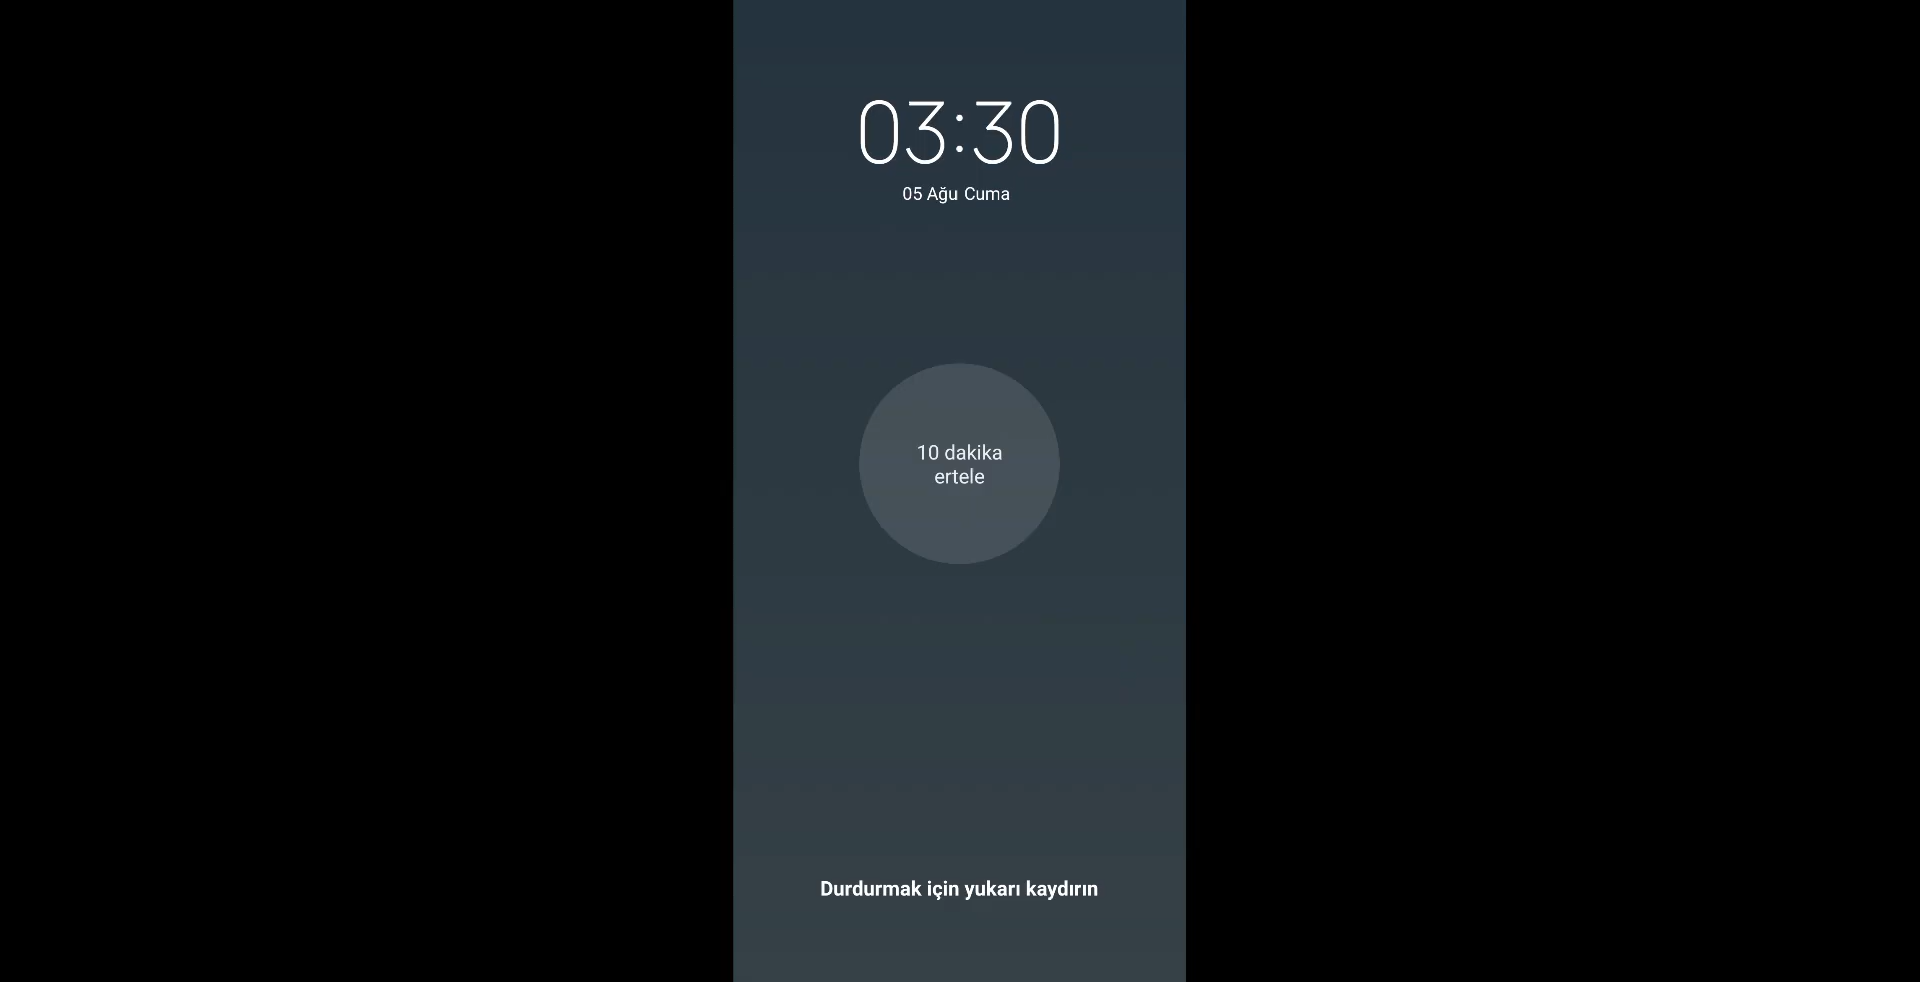 03:30
05 Ağu Cuma
10 dakika
ertele
Durdurmak için yukarı kaydırın